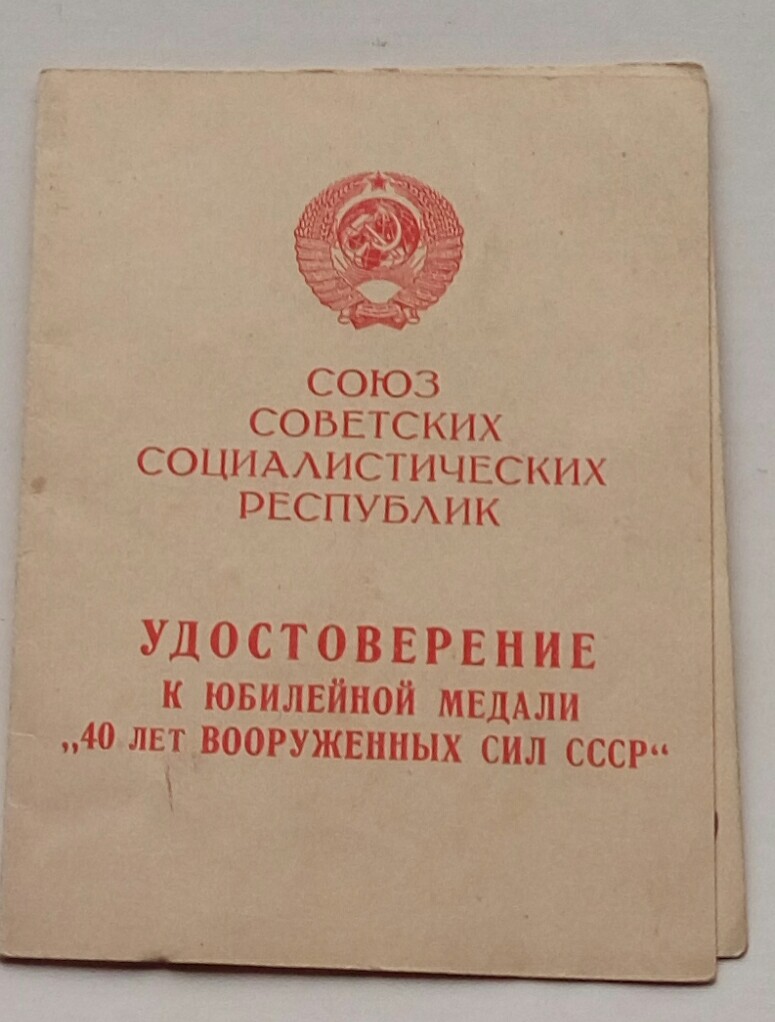 СОЮЗ
СОВЕТСКИХ
СОЦИАЛИСТИЧЕСКИХ
РЕСПУБЛИК
УДОСТОВЕРЕНИЕ
К ЮБИЛЕЙНОЙ МЕДАЛИ
„40 ЛЕТ ВООРУЖЕННЫХ СИЛ СССР“